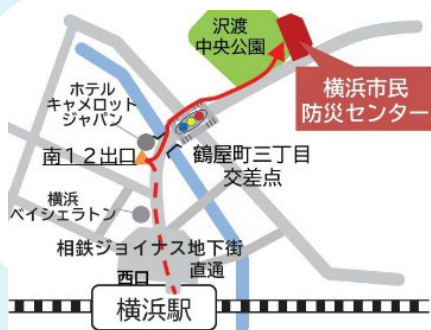 沢渡
中央公園
横浜市民
防災センター
ホテル
キャメロット
ジャパン
南12出口
鶴屋町三丁目
交差点
横浜
ベイシェラトン
相鉄ジョイナス地下街
直通
西口
横浜駅